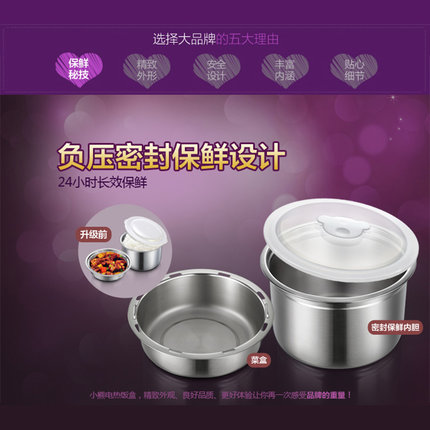 选择大品牌的五大理由
保鲜
秘技
精致
外形
安全
设计
丰富
内涵
贴心
细节
负压密封保鲜设计
24小时长效保鲜
升级前
密封保鲜内胆
菜盒
小熊电热饭盒，精致外观、良好品质、更好体验让你再一次感受品牌的重量！